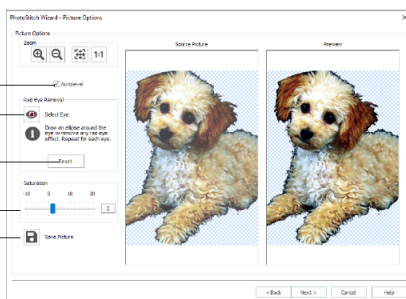 PhotoStitch Wizard - Picture Options
Picture Options
Zoom
1:1
Autolevel
Red Eye Removal
Select Eye
Draw an ellipse around the
eye to remove any red eye
effect. Repeat for each eye.
Reset
Saturation
-10 0 10 20
2
Save Picture
Source Picture
Preview
< Back
Next >
Cancel
Help